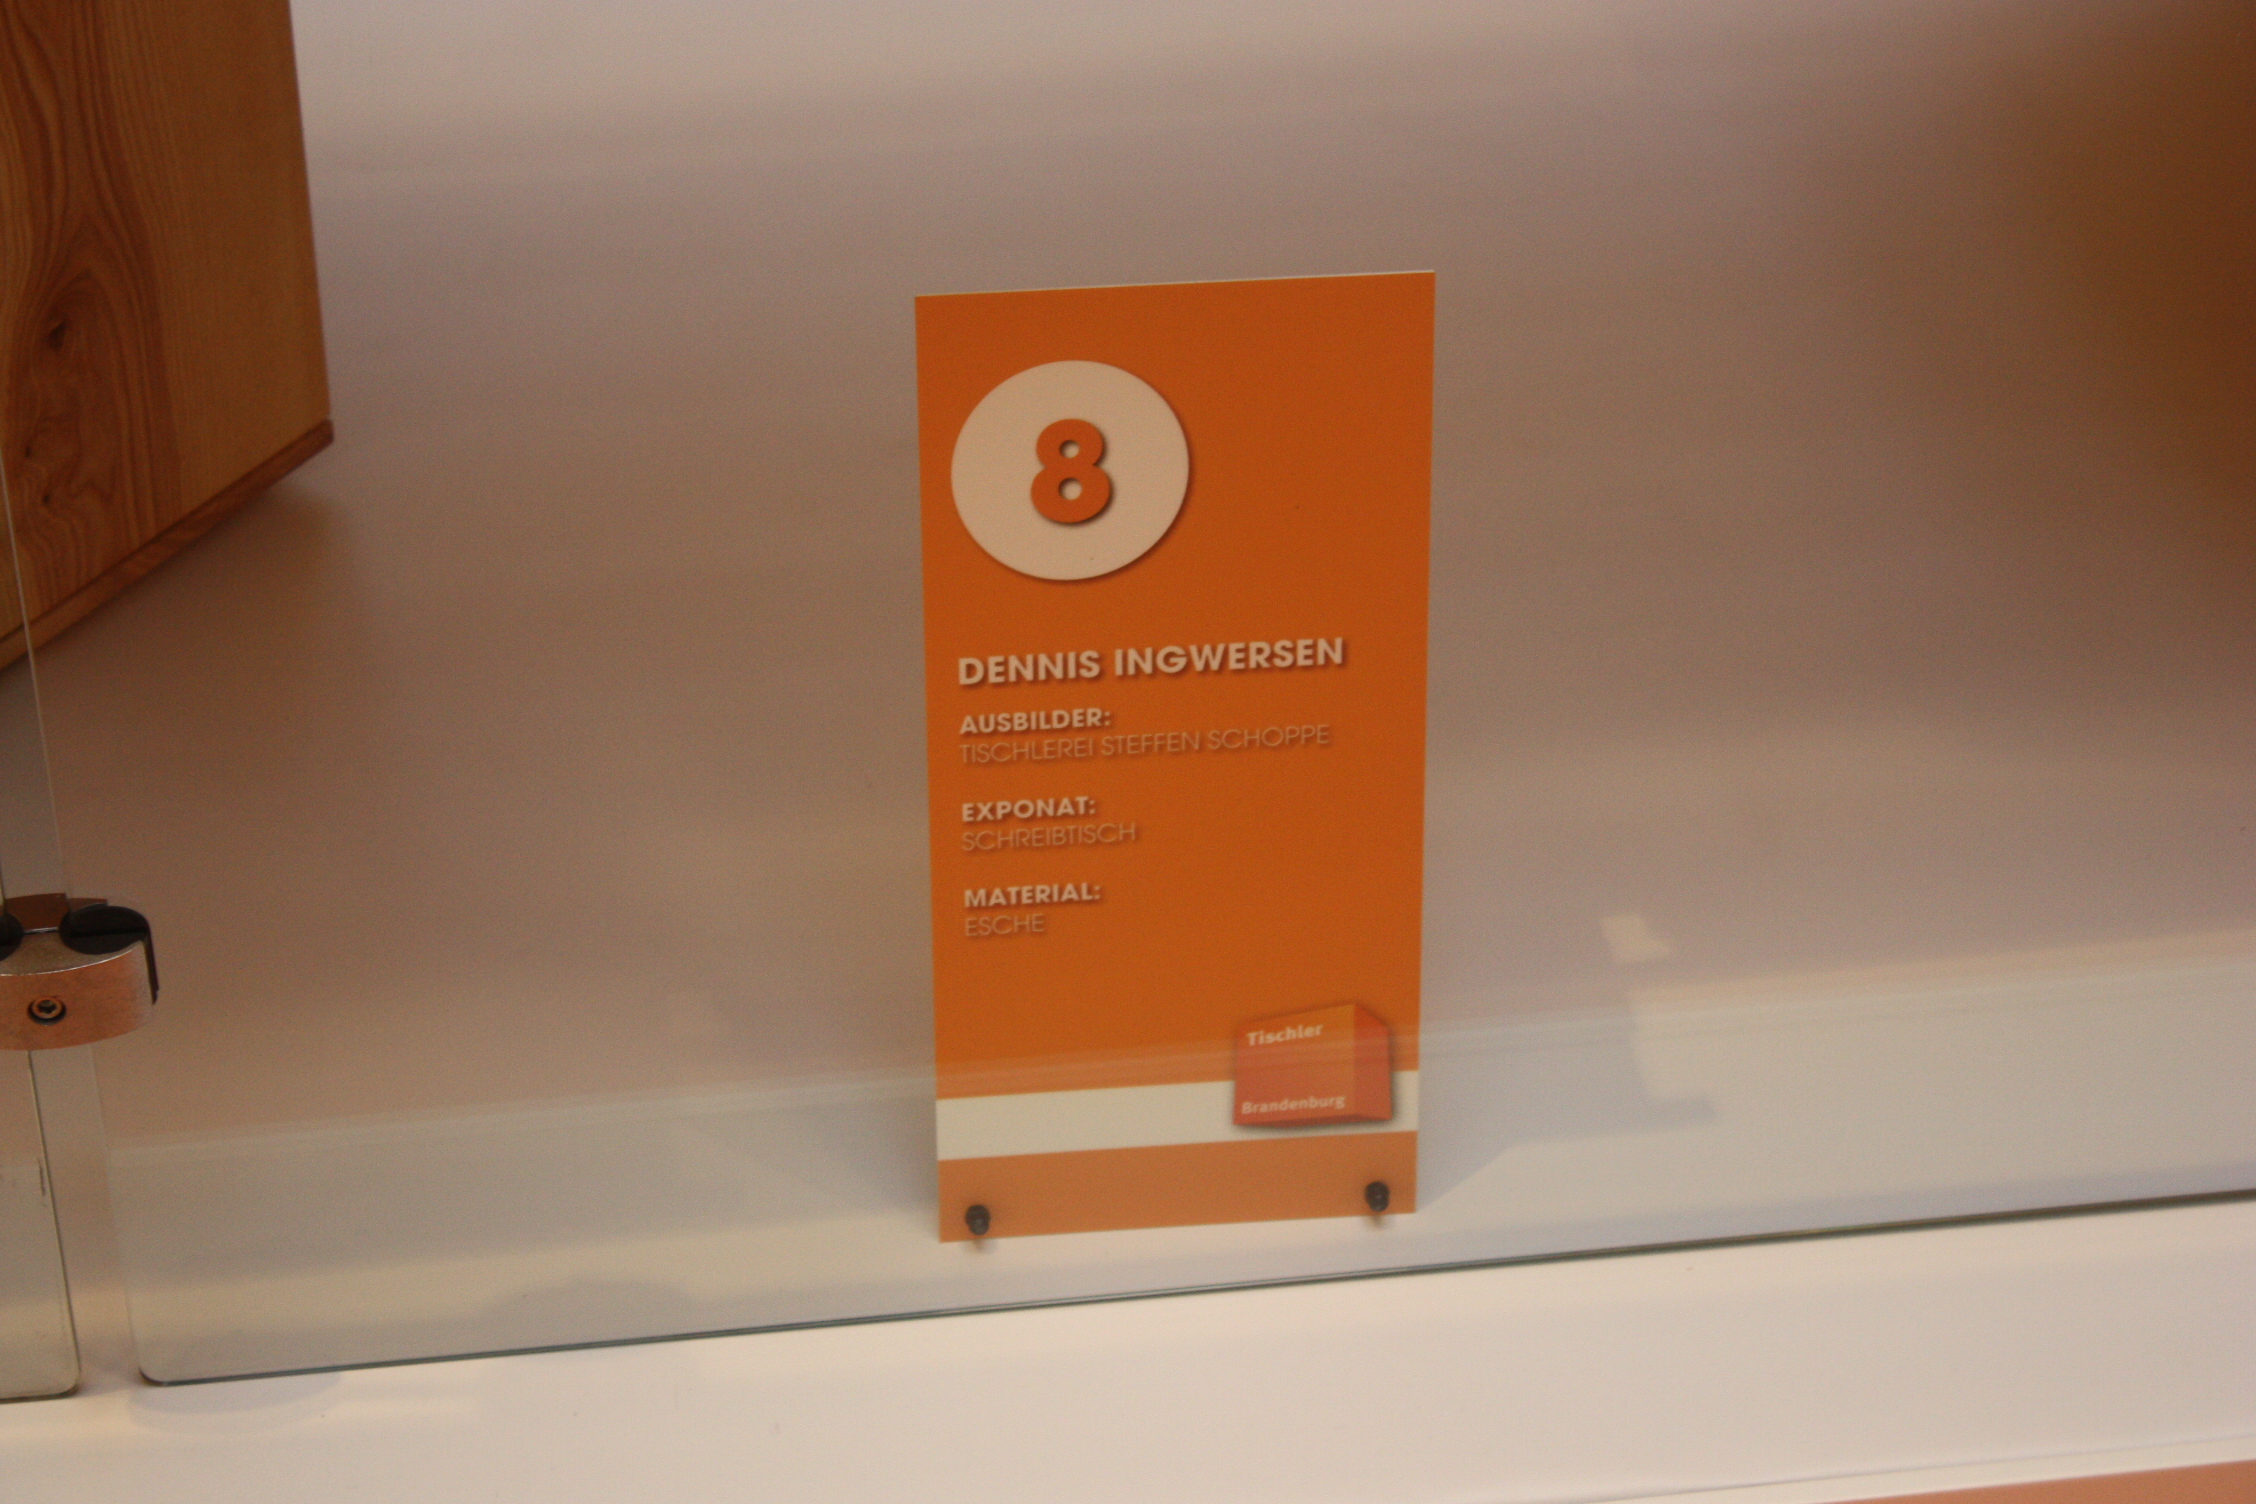 8
DENNIS INGWERSEN
AUSBILDER:
TISCHLEREI STEFFEN SCHOPPE
EXPONAT:
SCHREIBTISCH
MATERIAL:
ESCHE
Tischler
Brandenburg